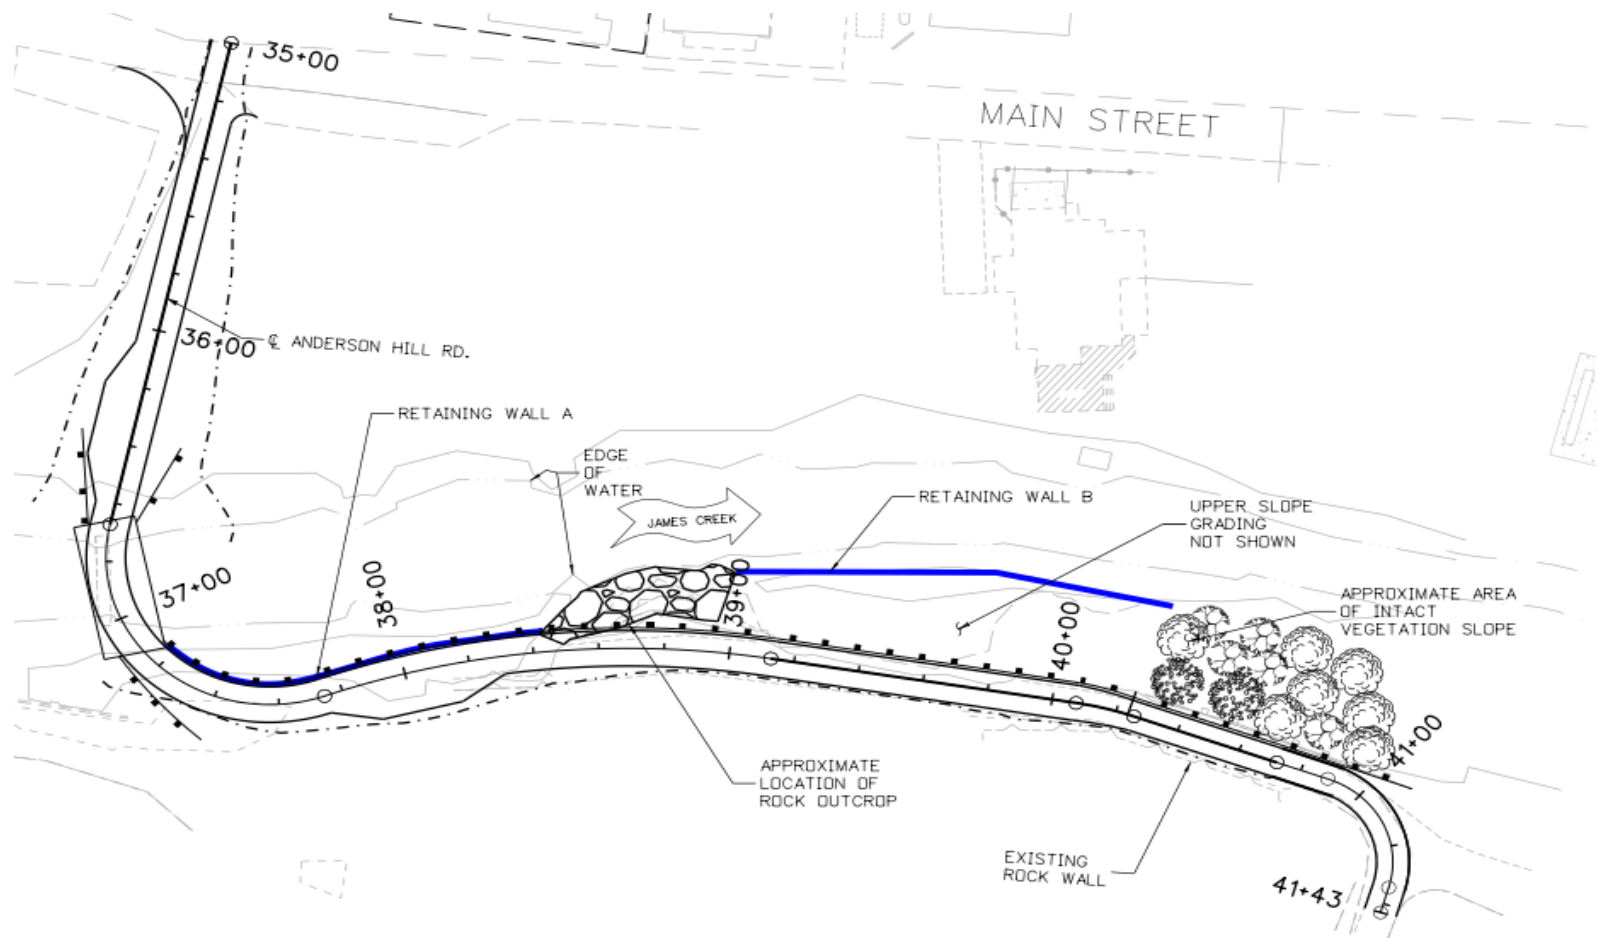 35+00
MAIN STREET
36+00
℄ ANDERSON HILL RD.
RETAINING WALL A
EDGE
OF
WATER
JAMES CREEK
RETAINING WALL B
UPPER SLOPE
GRADING
NOT SHOWN
37+00
38+00
39+00
40+00
APPROXIMATE AREA
OF INTACT
VEGETATION SLOPE
41+00
APPROXIMATE
LOCATION OF
ROCK OUTCROP
EXISTING
ROCK WALL
41+43